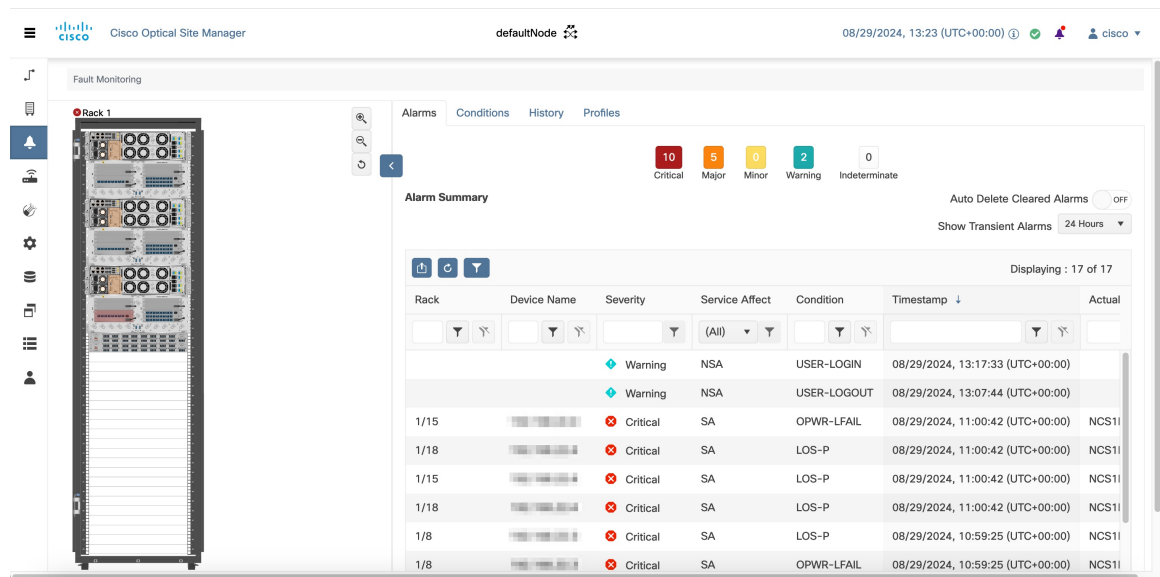 CISCO Cisco Optical Site Manager defaultNode 08/29/2024, 13:23 (UTC+00:00) cisco
Fault Monitoring
Rack 1
Alarms Conditions History Profiles
10 5 0 2 0
Critical Major Minor Warning Indeterminate
Alarm Summary
Auto Delete Cleared Alarms OFF
Show Transient Alarms 24 Hours
Displaying : 17 of 17
Rack Device Name Severity Service Affect Condition Timestamp ↓ Actual
(All)
Warning NSA USER-LOGIN 08/29/2024, 13:17:33 (UTC+00:00)
Warning NSA USER-LOGOUT 08/29/2024, 13:07:44 (UTC+00:00)
1/15 Critical SA OPWR-LFAIL 08/29/2024, 11:00:42 (UTC+00:00) NCS1
1/18 Critical SA LOS-P 08/29/2024, 11:00:42 (UTC+00:00) NCS1
1/15 Critical SA LOS-P 08/29/2024, 11:00:42 (UTC+00:00) NCS1
1/18 Critical SA LOS-P 08/29/2024, 11:00:42 (UTC+00:00) NCS1
1/8 Critical SA LOS-P 08/29/2024, 10:59:25 (UTC+00:00) NCS1
1/8 Critical SA OPWR-LFAIL 08/29/2024, 10:59:25 (UTC+00:00) NCS1